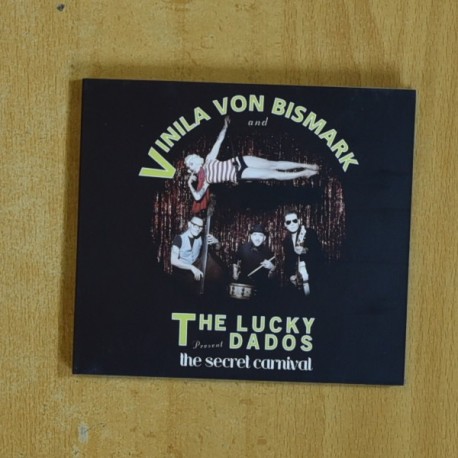 VINILA VON BISMARK
and
THE LUCKY
Present DADOS
the secret carnival